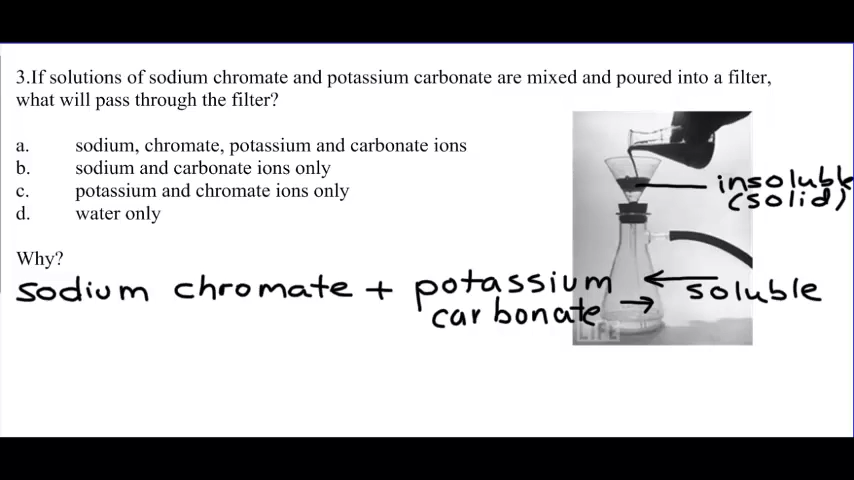 3.If solutions of sodium chromate and potassium carbonate are mixed and poured into a filter,
what will pass through the filter?
a. sodium, chromate, potassium and carbonate ions
b. sodium and carbonate ions only
c. potassium and chromate ions only
d. water only
insoluble
(solid)
Why?
sodium chromate + potassium
carbonate →
← soluble
LIFE